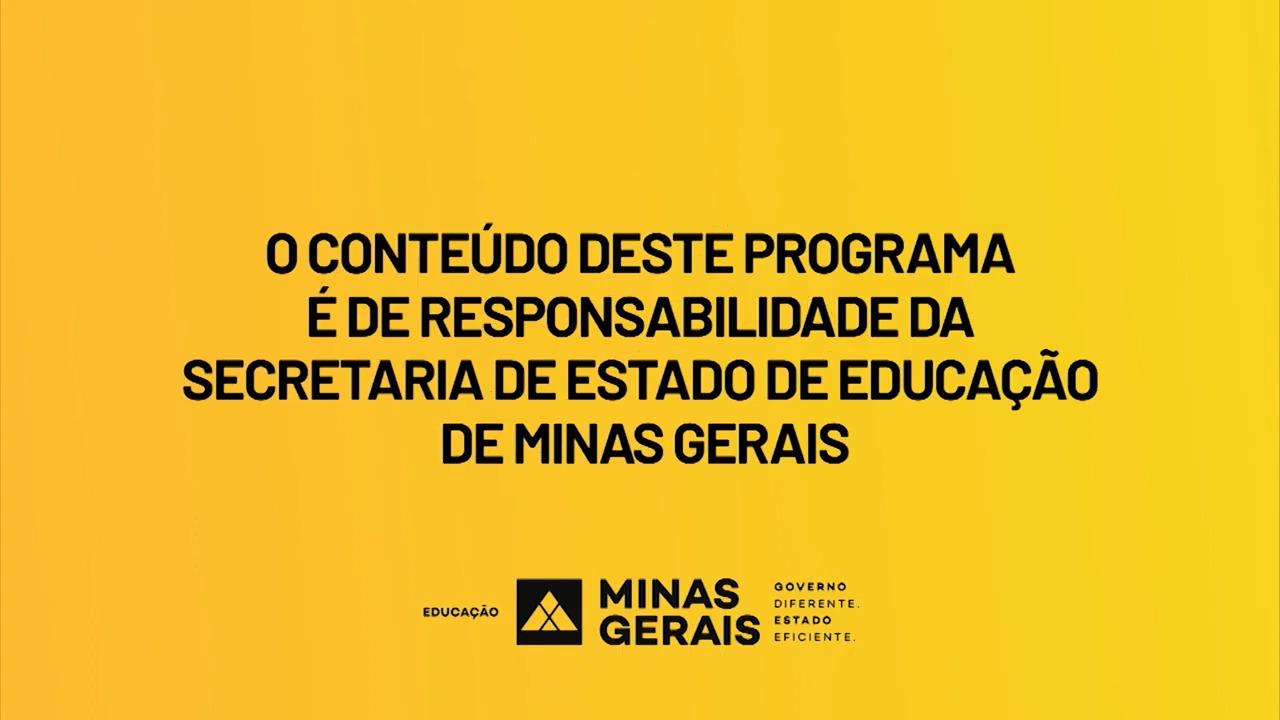 O CONTEÚDO DESTE PROGRAMA
É DE RESPONSABILIDADE DA
SECRETARIA DE ESTADO DE EDUCAÇÃO
DE MINAS GERAIS
EDUCAÇÃO
MINAS
GERAIS
GOVERNO
DIFERENTE.
ESTADO
EFICIENTE.